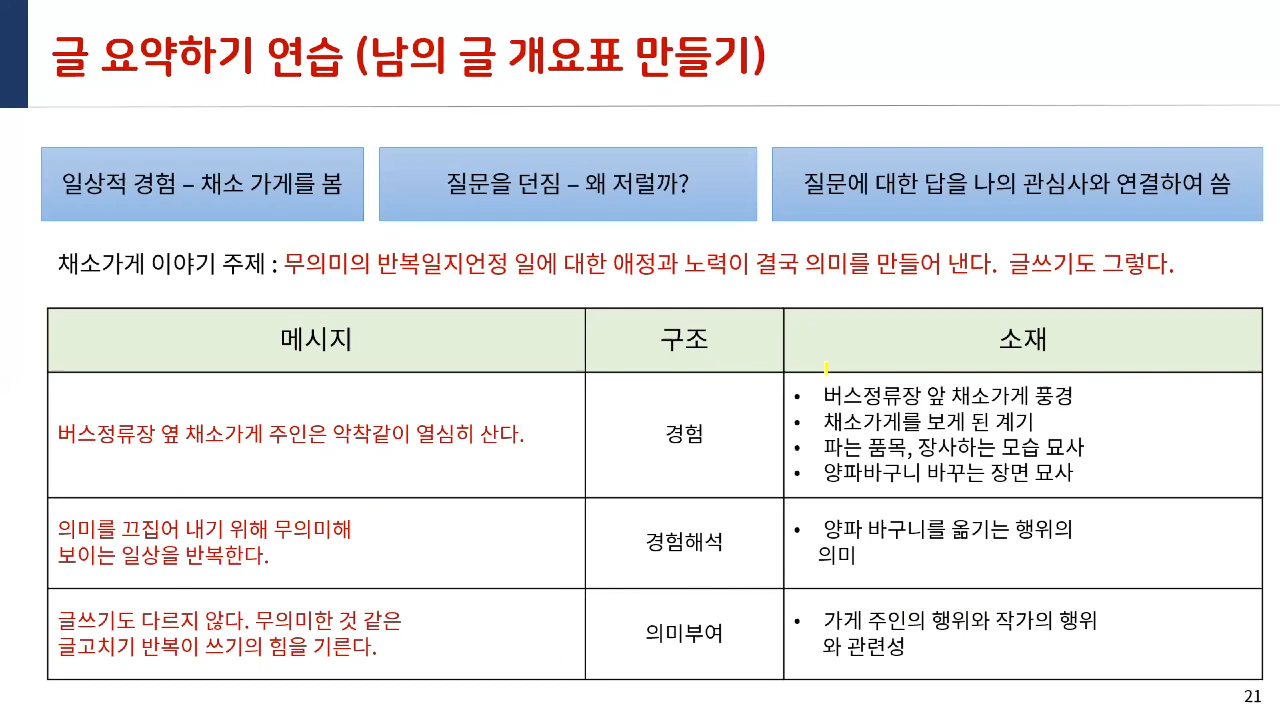 글 요약하기 연습 (남의 글 개요표 만들기)
일상적 경험 – 채소 가게를 봄
질문을 던짐 – 왜 저럴까?
질문에 대한 답을 나의 관심사와 연결하여 씀
채소가게 이야기 주제 : 무의미의 반복일지언정 일에 대한 애정과 노력이 결국 의미를 만들어 낸다. 글쓰기도 그렇다.
메시지
구조
소재
버스정류장 옆 채소가게 주인은 악착같이 열심히 산다.
경험
• 버스정류장 앞 채소가게 풍경
• 채소가게를 보게 된 계기
• 파는 품목, 장사하는 모습 묘사
• 양파바구니 바꾸는 장면 묘사
의미를 끄집어 내기 위해 무의미해
보이는 일상을 반복한다.
경험해석
• 양파 바구니를 옮기는 행위의
의미
글쓰기도 다르지 않다. 무의미한 것 같은
글고치기 반복이 쓰기의 힘을 기른다.
의미부여
• 가게 주인의 행위와 작가의 행위
와 관련성
21